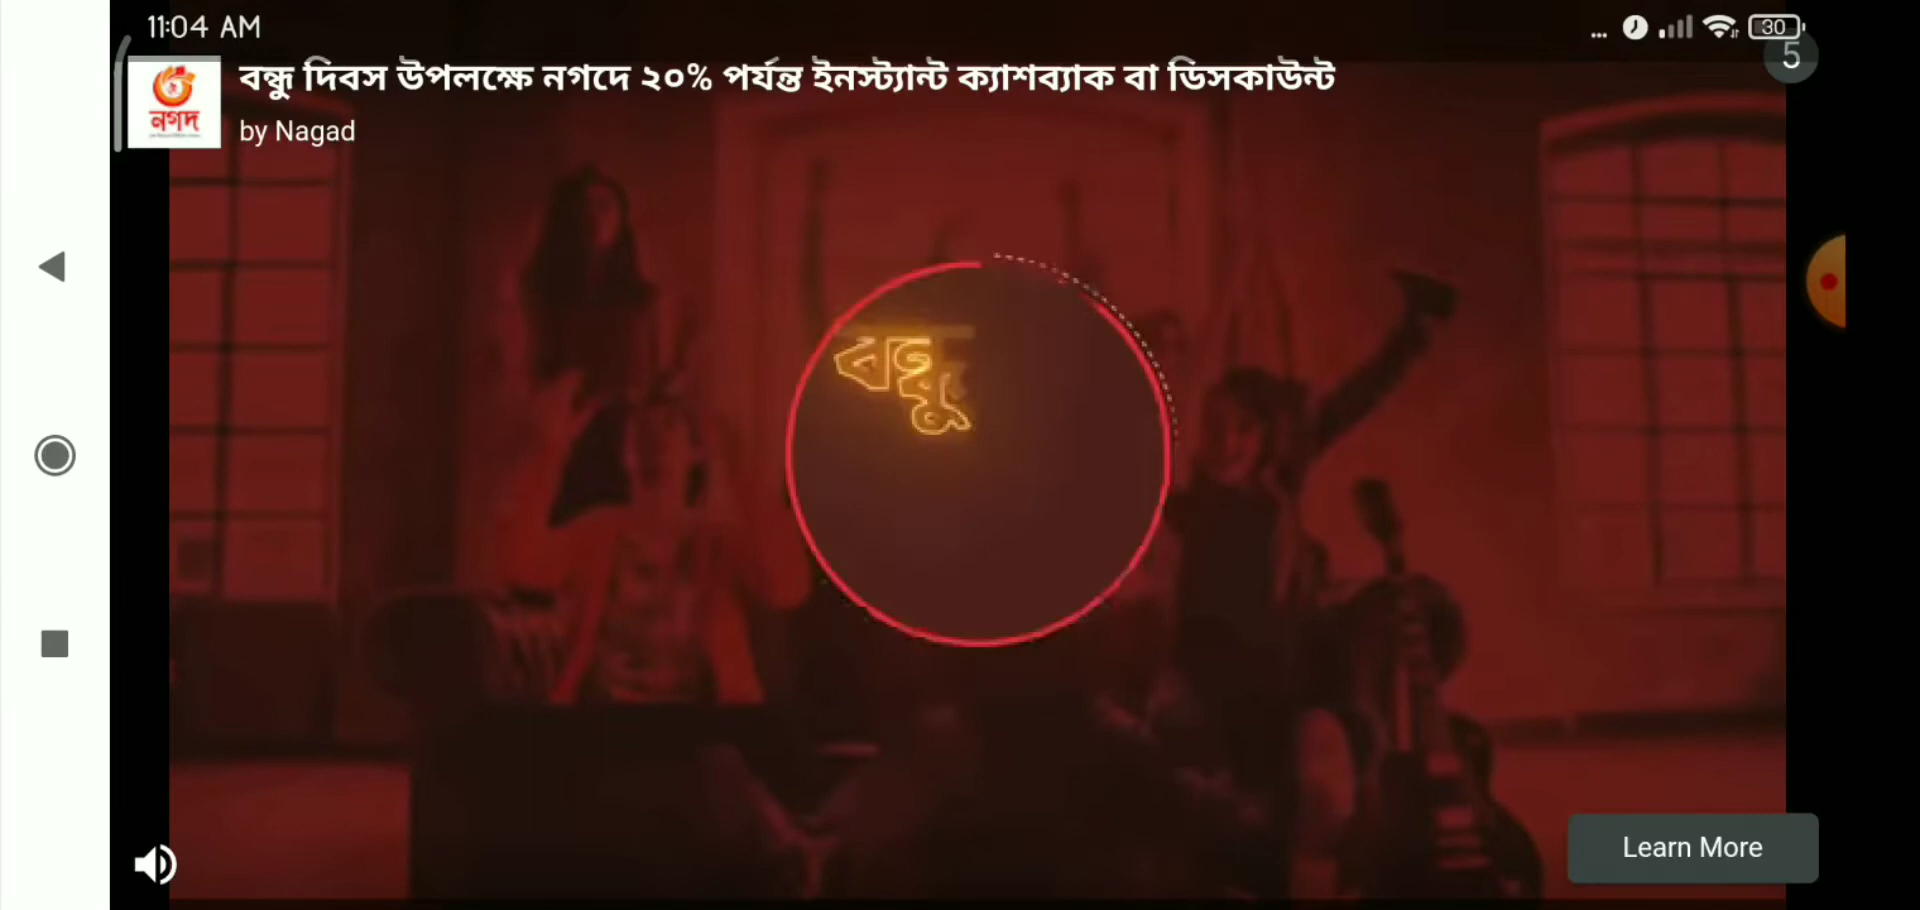 11:04 AM
30
5
বন্ধু দিবস উপলক্ষে নগদে ২০% পর্যন্ত ইনস্ট্যান্ট ক্যাশব্যাক বা ডিসকাউন্ট
নগদ
by Nagad
বন্ধু
Learn More